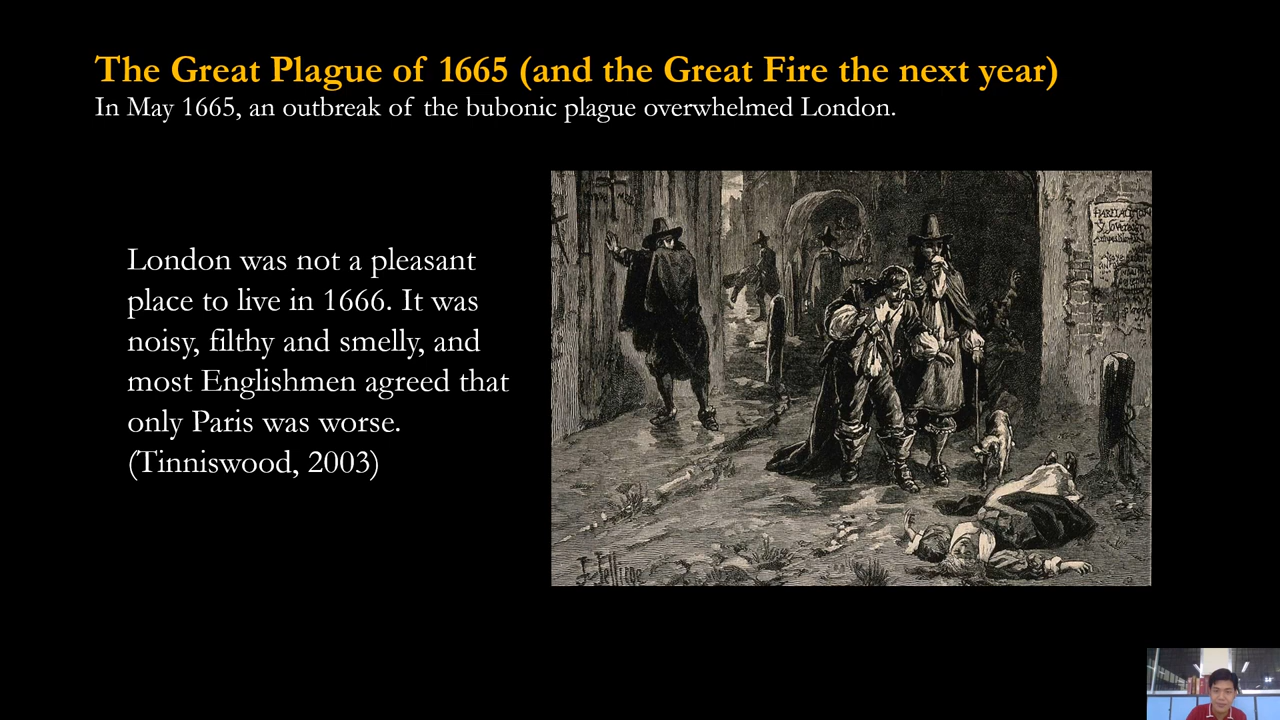 The Great Plague of 1665 (and the Great Fire the next year)
In May 1665, an outbreak of the bubonic plague overwhelmed London.
London was not a pleasant
place to live in 1666. It was
noisy, filthy and smelly, and
most Englishmen agreed that
only Paris was worse.
(Tinniswood, 2003)